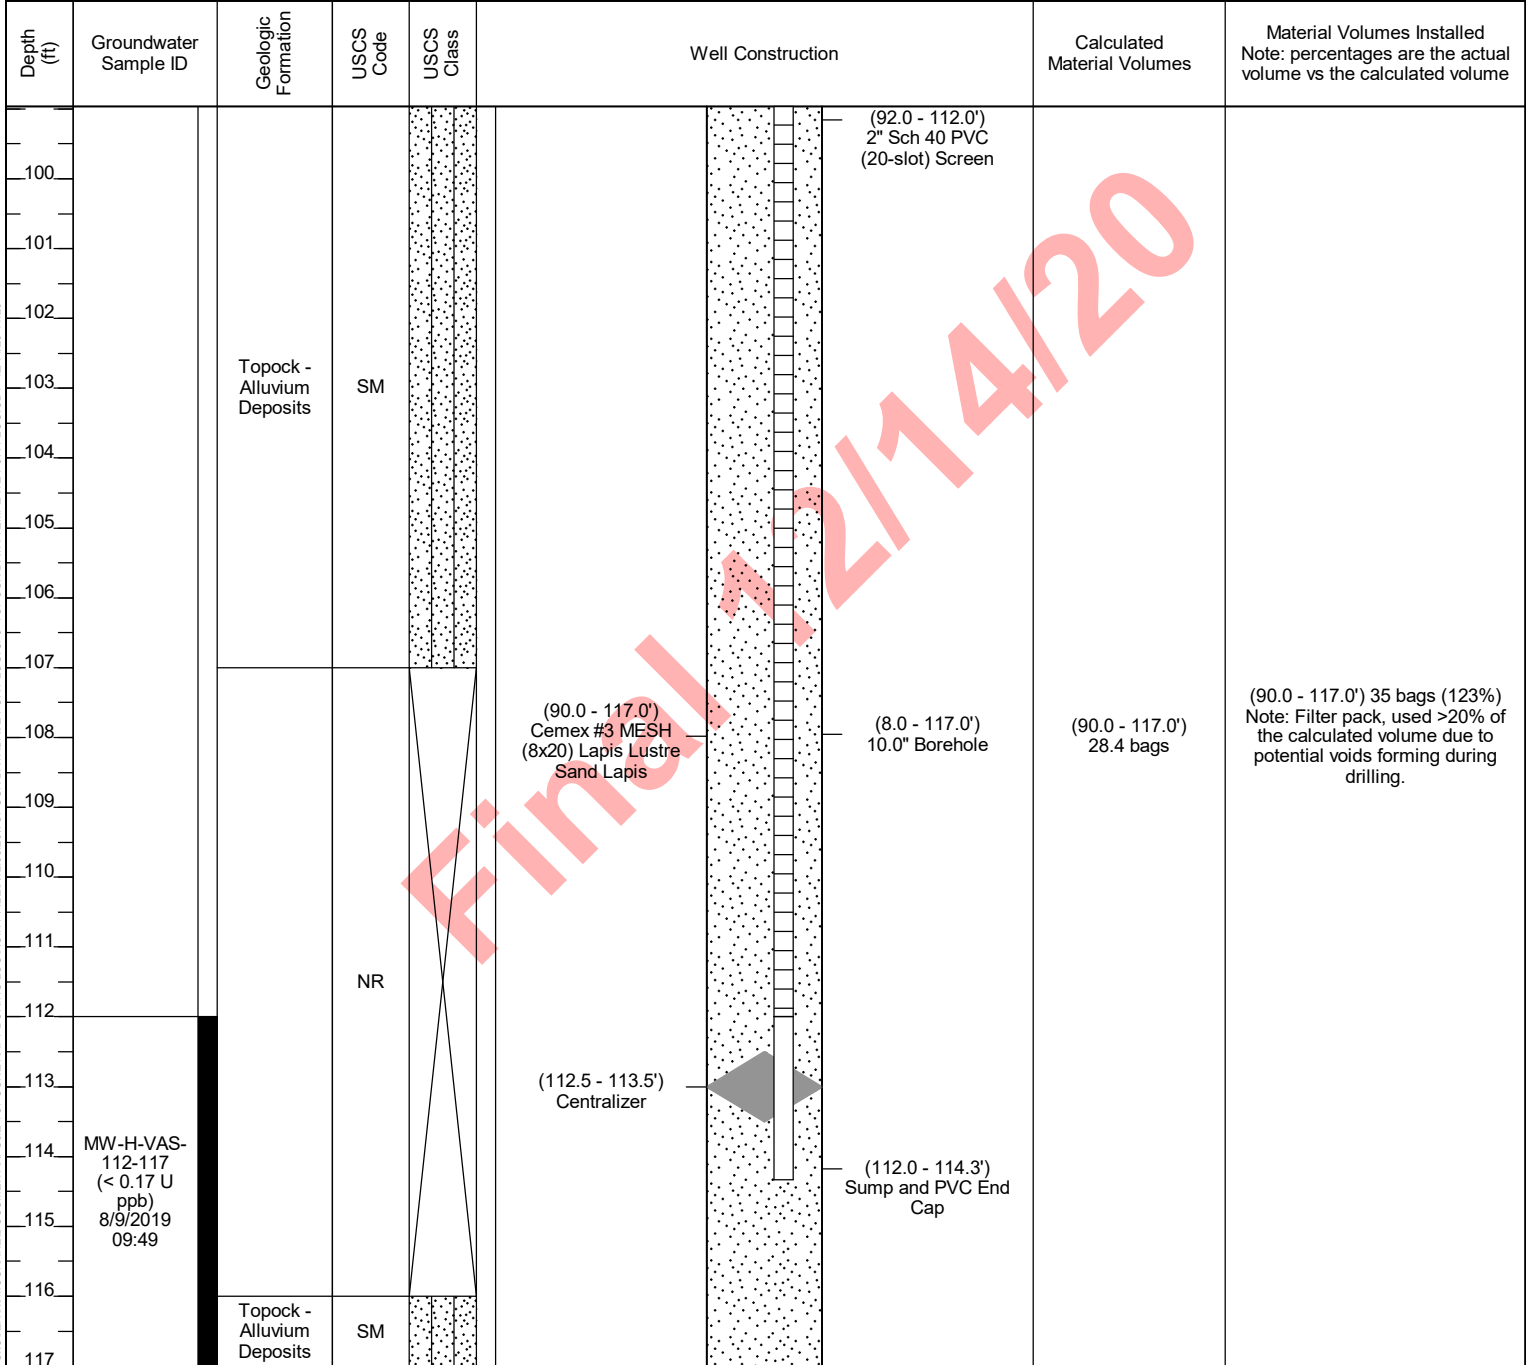 Depth
(ft)
Groundwater
Sample ID
Geologic
Formation
USCS
Code
USCS
Class
Well Construction
Calculated
Material Volumes
Material Volumes Installed
Note: percentages are the actual
volume vs the calculated volume
(92.0 - 112.0')
2" Sch 40 PVC
(20-slot) Screen
100
101
102
103
104
105
106
107
108
109
110
111
112
113
114
115
116
117
Topock -
Alluvium
Deposits
SM
(90.0 - 117.0')
Cemex #3 MESH
(8x20) Lapis Lustre
Sand Lapis
(8.0 - 117.0')
10.0" Borehole
(90.0 - 117.0')
28.4 bags
(90.0 - 117.0') 35 bags (123%)
Note: Filter pack, used >20% of
the calculated volume due to
potential voids forming during
drilling.
NR
(112.5 - 113.5')
Centralizer
MW-H-VAS-
112-117
(< 0.17 U
ppb)
8/9/2019
09:49
(112.0 - 114.3')
Sump and PVC End
Cap
Topock -
Alluvium
Deposits
SM
Final 12/14/20